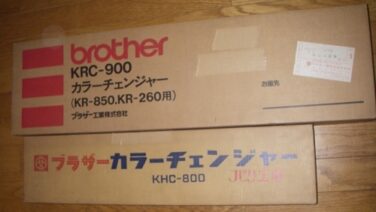 brother
KRC-900
カラーチェンジャー
(KR-850.KR-260用)
ブラザー工業株式会社
お届先
ブラザーカラーチェンジャー
KHC-800